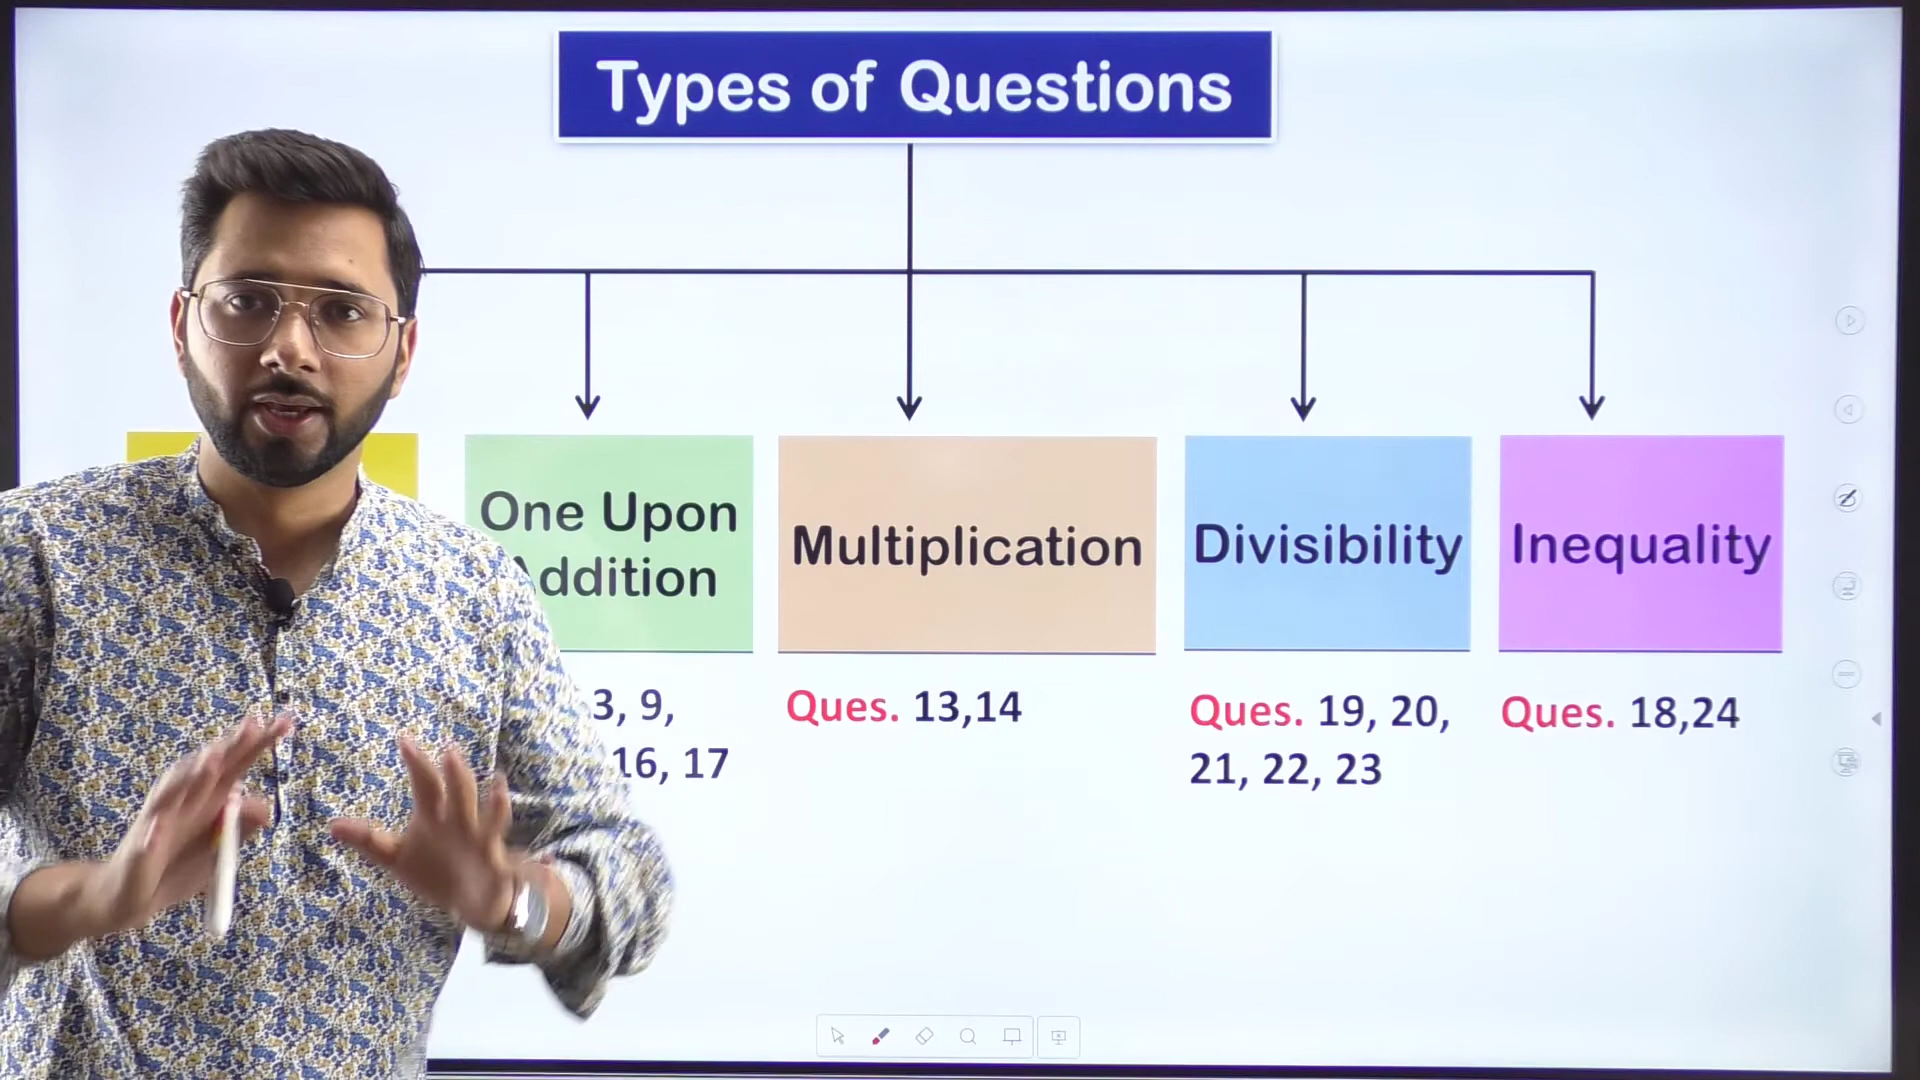 Types of Questions
One Upon
Addition
Multiplication
Divisibility
Inequality
3, 9,
16, 17
Ques. 13,14
Ques. 19, 20,
21, 22, 23
Ques. 18,24